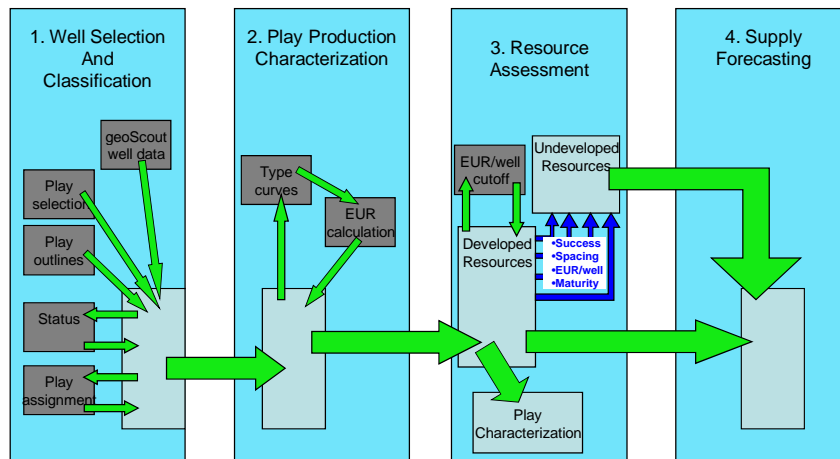 1. Well Selection
And
Classification
geoScout
well data
Play
selection
Play
outlines
Status
Play
assignment
2. Play Production
Characterization
Type
curves
EUR
calculation
3. Resource
Assessment
EUR/well
cutoff
Undeveloped
Resources
Developed
Resources
•Success
•Spacing
•EUR/well
•Maturity
Play
Characterization
4. Supply
Forecasting